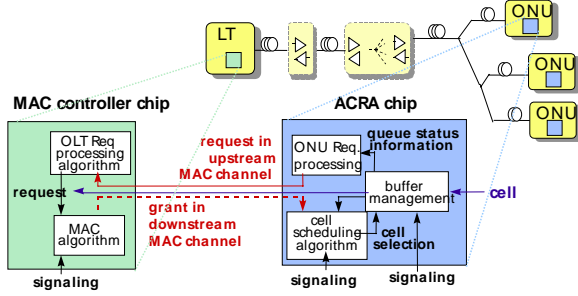 LT
ONU
ONU
ONU
MAC controller chip
ACRA chip
OLT Req
processing
algorithm
request in
upstream
MAC channel
ONU Req.
processing
queue status
information
request
buffer
management
cell
MAC
algorithm
grant in
downstream
MAC channel
cell
scheduling
algorithm
cell
selection
signaling
signaling
signaling